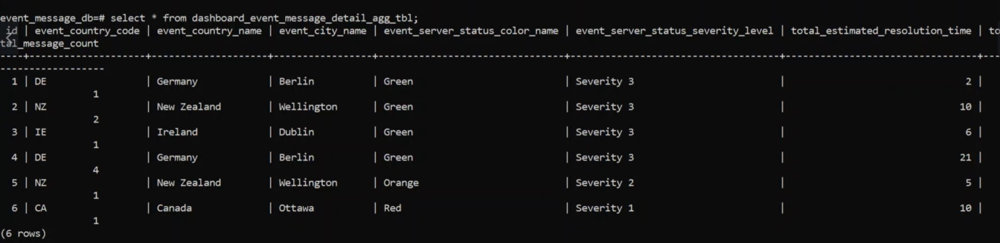 event_message_db=# select * from dashboard_event_message_detail_agg_tbl;
 id | event_country_code | event_country_name | event_city_name | event_server_status_color_name | event_server_status_severity_level | total_estimated_resolution_time | to
tal_message_count
----+--------------------+--------------------+-----------------+--------------------------------+------------------------------------+---------------------------------+---
------------------
  1 | DE                 | Germany            | Berlin          | Green                          | Severity 3                         |                               2 |
                1
  2 | NZ                 | New Zealand        | Wellington      | Green                          | Severity 3                         |                              10 |
                2
  3 | IE                 | Ireland            | Dublin          | Green                          | Severity 3                         |                               6 |
                1
  4 | DE                 | Germany            | Berlin          | Green                          | Severity 3                         |                              21 |
                4
  5 | NZ                 | New Zealand        | Wellington      | Orange                         | Severity 2                         |                               5 |
                1
  6 | CA                 | Canada             | Ottawa          | Red                            | Severity 1                         |                              10 |
                1
(6 rows)